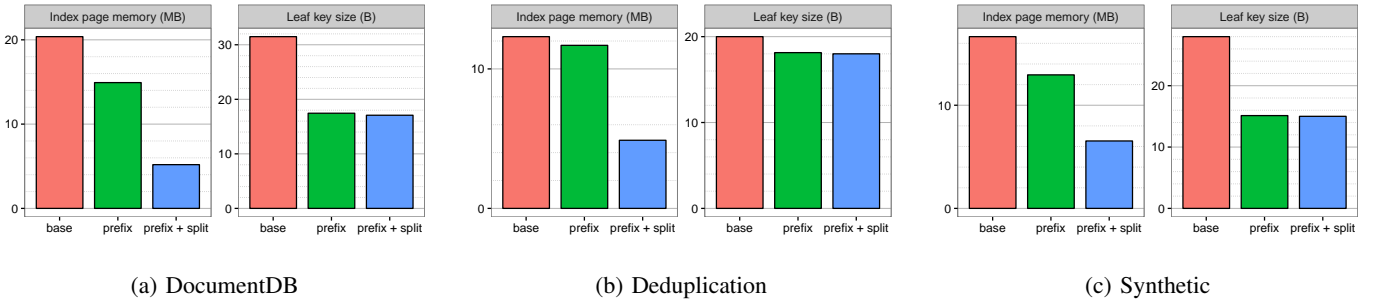 Index page memory (MB)
Leaf key size (B)
20
10
0
base
prefix
prefix + split
30
20
10
0
base
prefix
prefix + split
(a) DocumentDB
Index page memory (MB)
Leaf key size (B)
10
0
base
prefix
prefix + split
20
10
0
base
prefix
prefix + split
(b) Deduplication
Index page memory (MB)
Leaf key size (B)
10
0
base
prefix
prefix + split
20
10
0
base
prefix
prefix + split
(c) Synthetic